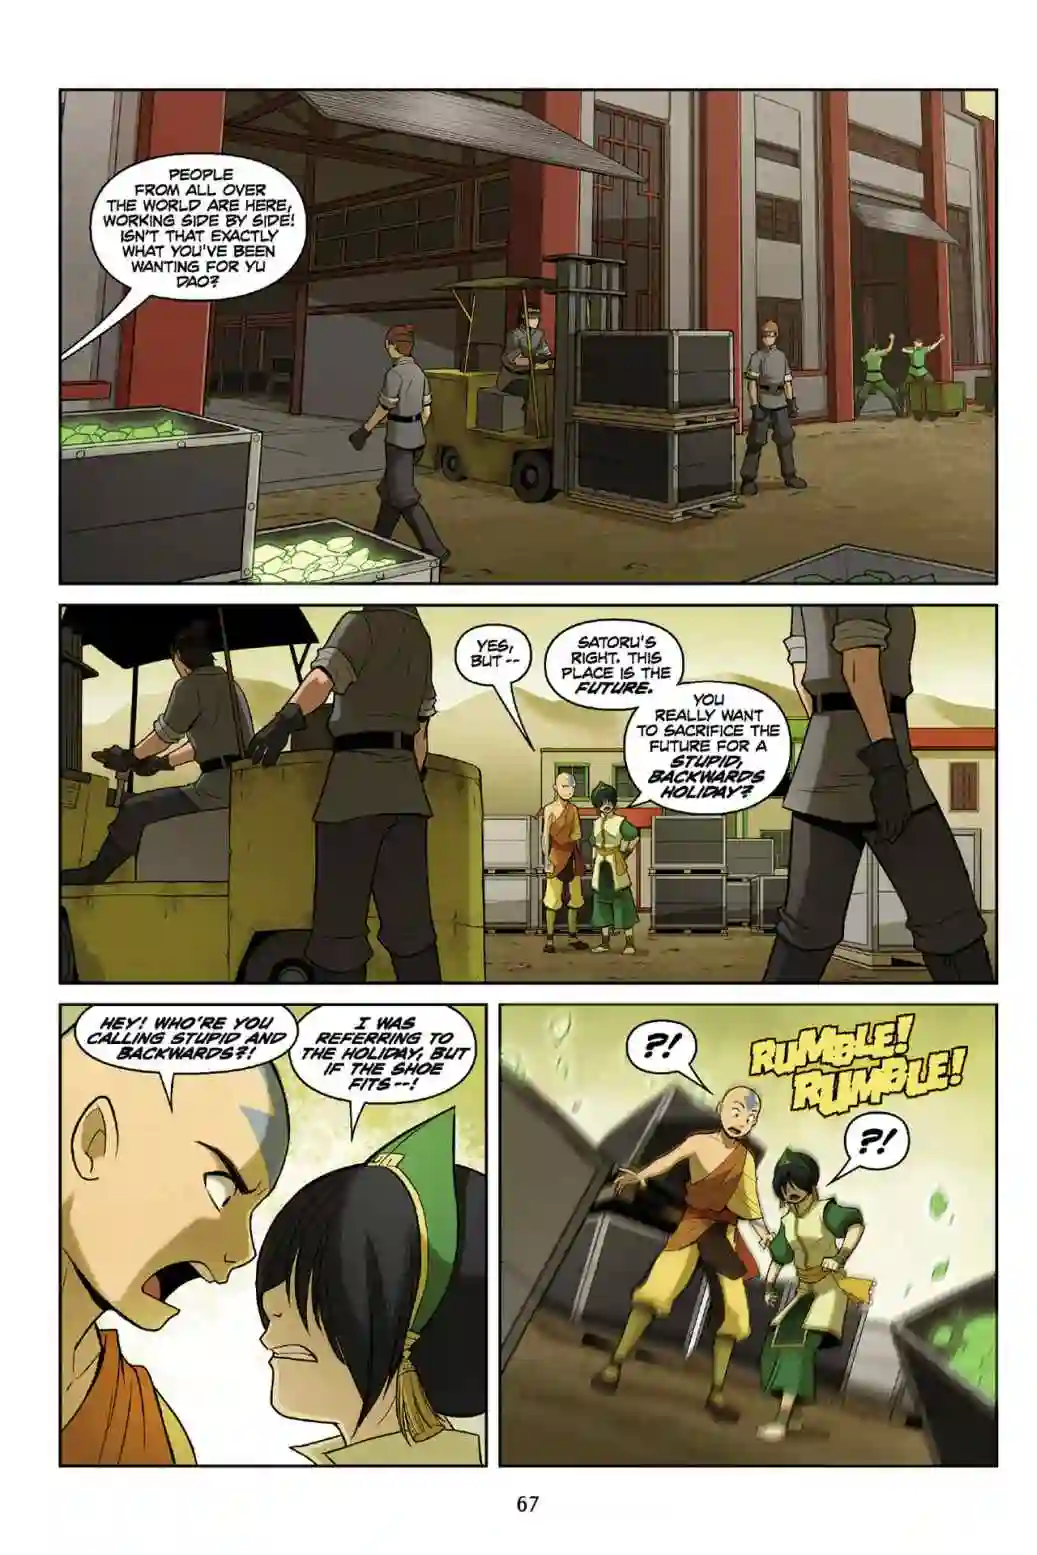 PEOPLE
FROM ALL OVER
THE WORLD ARE HERE,
WORKING SIDE BY SIDE!
ISN'T THAT EXACTLY
WHAT YOU'VE BEEN
WANTING FOR YU
DAO?
YES,
BUT --
SATORU'S
RIGHT. THIS
PLACE IS THE
FUTURE.
YOU
REALLY WANT
TO SACRIFICE THE
FUTURE FOR A
STUPID,
BACKWARDS
HOLIDAY?
HEY! WHO'RE YOU
CALLING STUPID AND
BACKWARDS?!
I WAS
REFERRING TO
THE HOLIDAY, BUT
IF THE SHOE
FITS --!
?!
RUMBLE!
RUMBLE!
?!
67